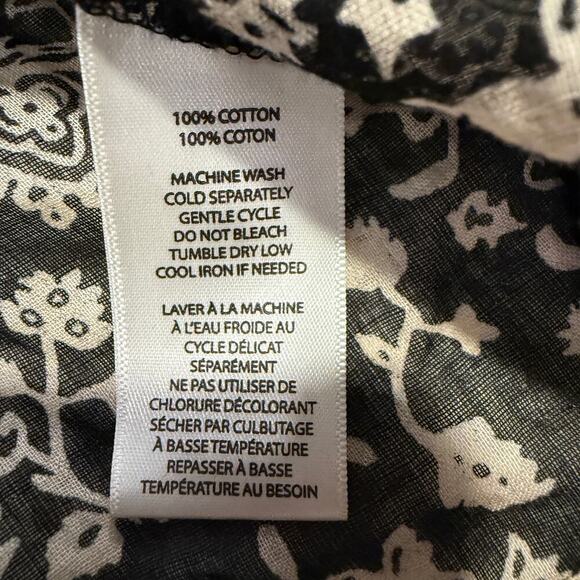 100% COTTON
100% COTON
MACHINE WASH
COLD SEPARATELY
GENTLE CYCLE
DO NOT BLEACH
TUMBLE DRY LOW
COOL IRON IF NEEDED
LAVER À LA MACHINE
À L'EAU FROIDE AU
CYCLE DÉLICAT
SÉPARÉMENT
NE PAS UTILISER DE
CHLORURE DÉCOLORANT
SÉCHER PAR CULBUTAGE
À BASSE TEMPÉRATURE
REPASSER À BASSE
TEMPÉRATURE AU BESOIN